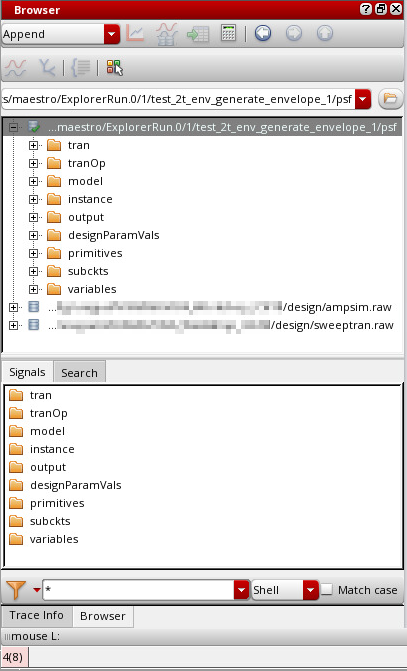 Browser
Append
s/maestro/ExplorerRun.0/1/test_2t_env_generate_envelope_1/psf
...maestro/ExplorerRun.0/1/test_2t_env_generate_envelope_1/psf
tran
tranOp
model
instance
output
designParamVals
primitives
subckts
variables
... /design/ampsim.raw
... /design/sweeptran.raw
Signals Search
tran
tranOp
model
instance
output
designParamVals
primitives
subckts
variables
* Shell Match case
Trace Info Browser
mouse L:
4(8)